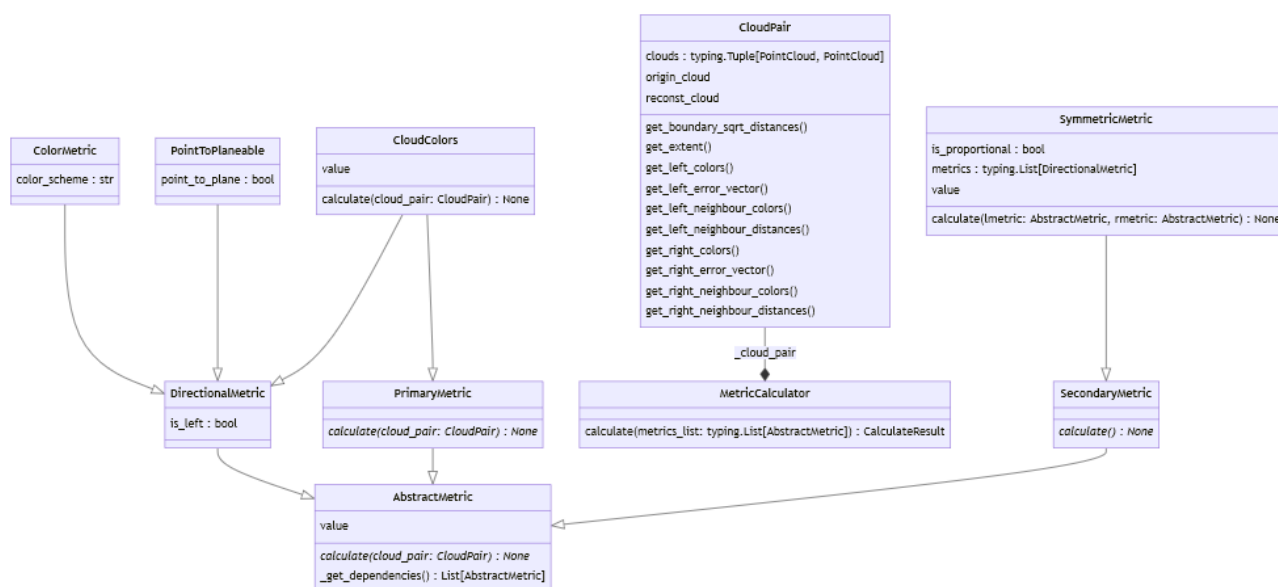 CloudPair
clouds : typing.Tuple[PointCloud, PointCloud]
origin_cloud
reconst_cloud
get_boundary_sqrt_distances()
get_extent()
get_left_colors()
get_left_error_vector()
get_left_neighbour_colors()
get_left_neighbour_distances()
get_right_colors()
get_right_error_vector()
get_right_neighbour_colors()
get_right_neighbour_distances()
ColorMetric
color_scheme : str
PointToPlaneable
point_to_plane : bool
CloudColors
value
calculate(cloud_pair: CloudPair) : None
SymmetricMetric
is_proportional : bool
metrics : typing.List[DirectionalMetric]
value
calculate(lmetric: AbstractMetric, rmetric: AbstractMetric) : None
_cloud_pair
DirectionalMetric
is_left : bool
PrimaryMetric
calculate(cloud_pair: CloudPair) : None
MetricCalculator
calculate(metrics_list: typing.List[AbstractMetric]) : CalculateResult
SecondaryMetric
calculate() : None
AbstractMetric
value
calculate(cloud_pair: CloudPair) : None
_get_dependencies() : List[AbstractMetric]